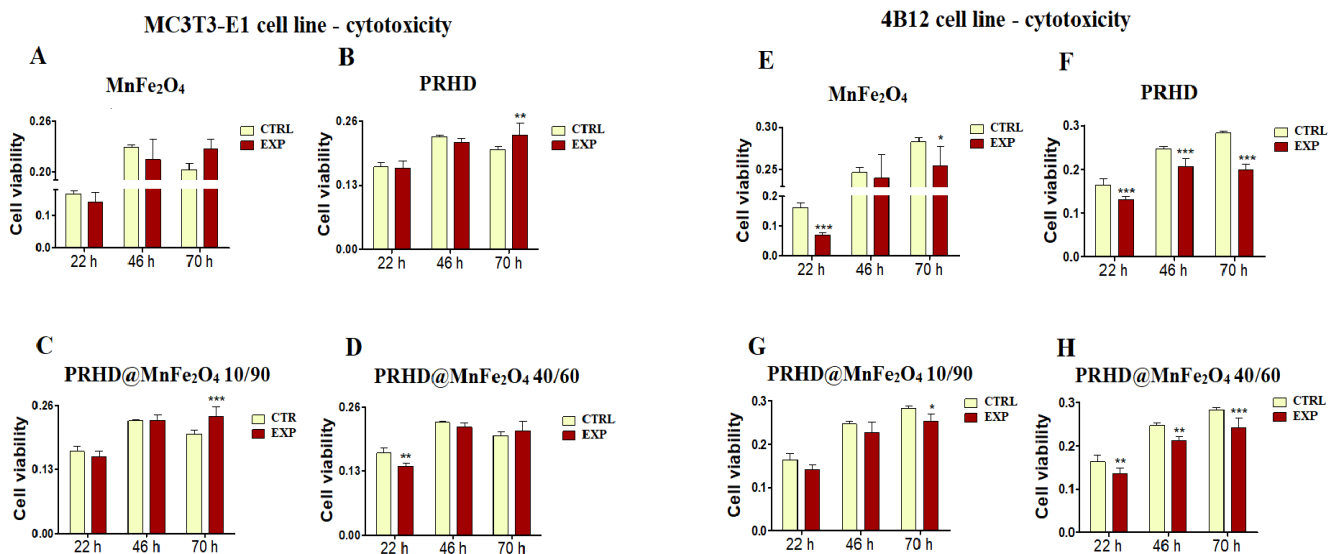 MC3T3-E1 cell line - cytotoxicity
A
MnFe₂O₄
Cell viability
0.26
0.20
0.1
0.0
22 h 46 h 70 h
CTRL
EXP
B
PRHD
Cell viability
0.26
0.13
0.00
**
22 h 46 h 70 h
CTRL
EXP
C
PRHD@MnFe₂O₄ 10/90
Cell viability
0.26
0.13
0.00
***
22 h 46 h 70 h
CTR
EXP
D
PRHD@MnFe₂O₄ 40/60
Cell viability
0.26
0.13
0.00
**
22 h 46 h 70 h
CTRL
EXP
4B12 cell line - cytotoxicity
E
MnFe₂O₄
Cell viability
0.30
0.25
0.2
0.1
0.0
***
*
22 h 46 h 70 h
CTRL
EXP
F
PRHD
Cell viability
0.3
0.2
0.1
0.0
*** *** ***
22 h 46 h 70 h
CTRL
EXP
G
PRHD@MnFe₂O₄ 10/90
Cell viability
0.3
0.2
0.1
0.0
*
22 h 46 h 70 h
CTRL
EXP
H
PRHD@MnFe₂O₄ 40/60
Cell viability
0.3
0.2
0.1
0.0
** ** ***
22 h 46 h 70 h
CTRL
EXP